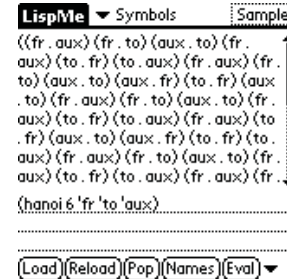 LispMe ▼ Symbols Sample
((fr . aux) (fr . to) (aux . to) (fr .
aux) (to . fr) (to . aux) (fr . aux) (fr .
to) (aux . to) (aux . fr) (to . fr) (aux
. to) (fr . aux) (fr . to) (aux . to) (fr .
aux) (to . fr) (to . aux) (fr . aux) (to
. fr) (aux . to) (aux . fr) (to . fr) (to .
aux) (fr . aux) (fr . to) (aux . to) (fr .
aux) (to . fr) (to . aux) (fr . aux) (fr .
(hanoi 6 'fr 'to 'aux)
Load Reload Pop Names Eval ▼